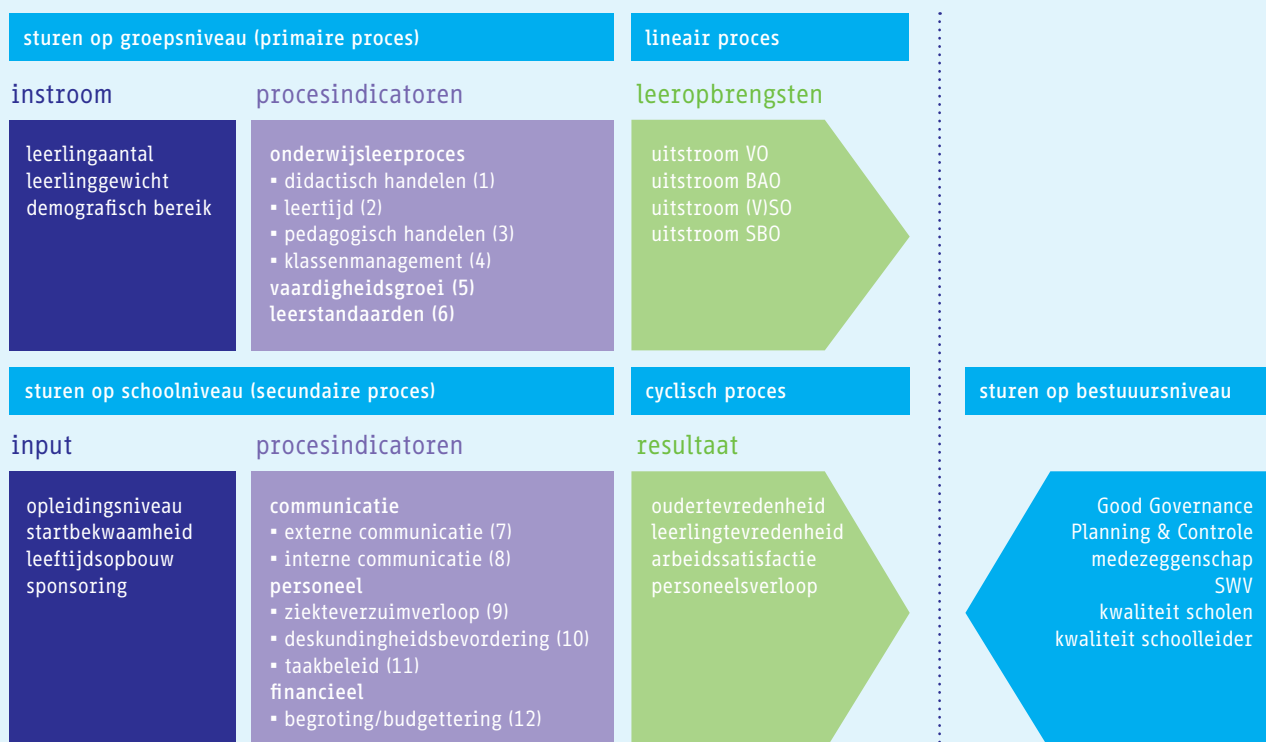 sturen op groepsniveau (primaire proces)
lineair proces
instroom
procesindicatoren
leeropbrengsten
leerlingaantal
leerlinggewicht
demografisch bereik
onderwijsleerproces
▪ didactisch handelen (1)
▪ leertijd (2)
▪ pedagogisch handelen (3)
▪ klassenmanagement (4)
vaardigheidsgroei (5)
leerstandaarden (6)
uitstroom VO
uitstroom BAO
uitstroom (V)SO
uitstroom SBO
sturen op schoolniveau (secundaire proces)
cyclisch proces
sturen op bestuuursniveau
input
procesindicatoren
resultaat
opleidingsniveau
startbekwaamheid
leeftijdsopbouw
sponsoring
communicatie
▪ externe communicatie (7)
▪ interne communicatie (8)
personeel
▪ ziekteverzuimverloop (9)
▪ deskundingheidsbevordering (10)
▪ taakbeleid (11)
financieel
▪ begroting/budgettering (12)
oudertevredenheid
leerlingtevredenheid
arbeidssatisfactie
personeelsverloop
Good Governance
Planning & Controle
medezeggenschap
SWV
kwaliteit scholen
kwaliteit schoolleider